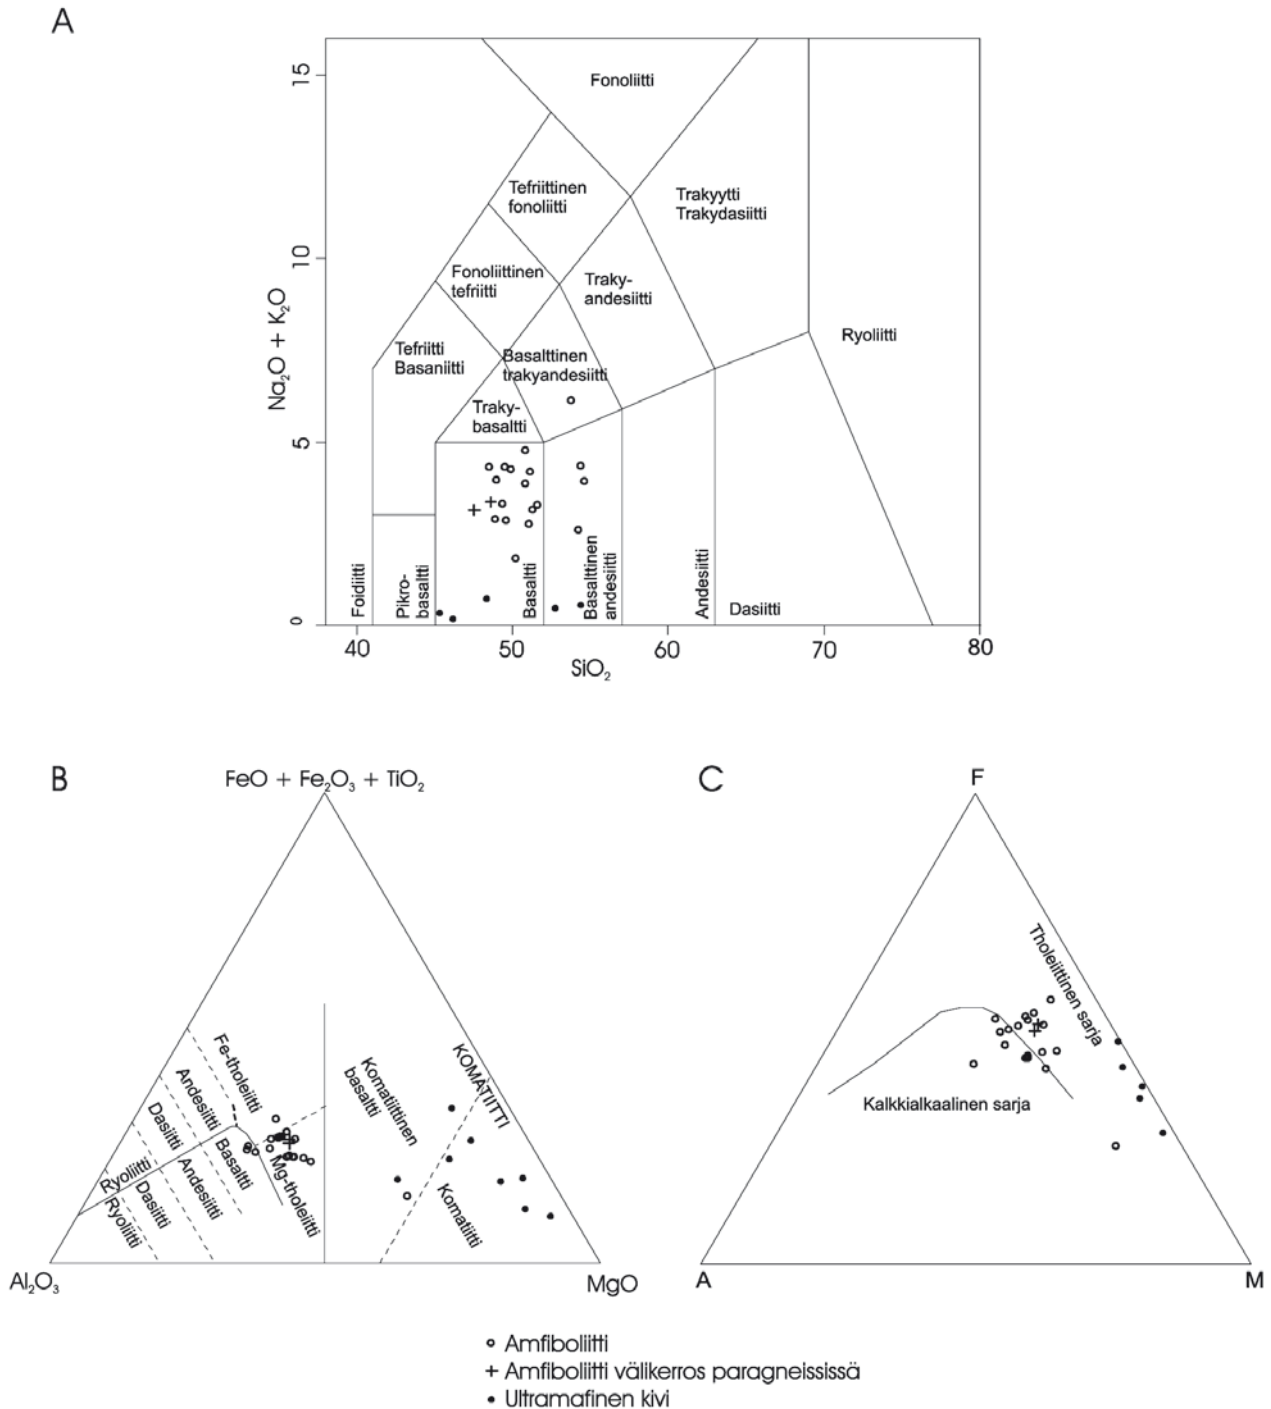 A
15
10
5
0
Na₂O + K₂O
Fonoliitti
Tefriittinen
fonoliitti
Trakyytti
Trakydasiitti
Fonoliittinen
tefriitti
Traky-
andesiitti
Ryoliitti
Tefriitti
Basaniitti
Basalttinen
trakyandesiitti
Traky-
basaltti
Foidiitti
Pikro-
basaltti
Basaltti
Basalttinen
andesiitti
Andesiitti
Dasiitti
40
50
60
70
80
SiO₂
B
FeO + Fe₂O₃ + TiO₂
Fe-tholeiitti
Andesiitti
Dasiitti
Ryoliitti
Basaltti
Andesiitti
Dasiitti
Ryoliitti
Mg-tholeiitti
Komatiittinen
basaltti
KOMATIITTI
Komatiitti
Al₂O₃
MgO
C
F
Tholeiittinen sarja
Kalkkialkaalinen sarja
A
M
Amfiboliitti
+ Amfiboliitti välikerros paragneississä
Ultramafinen kivi